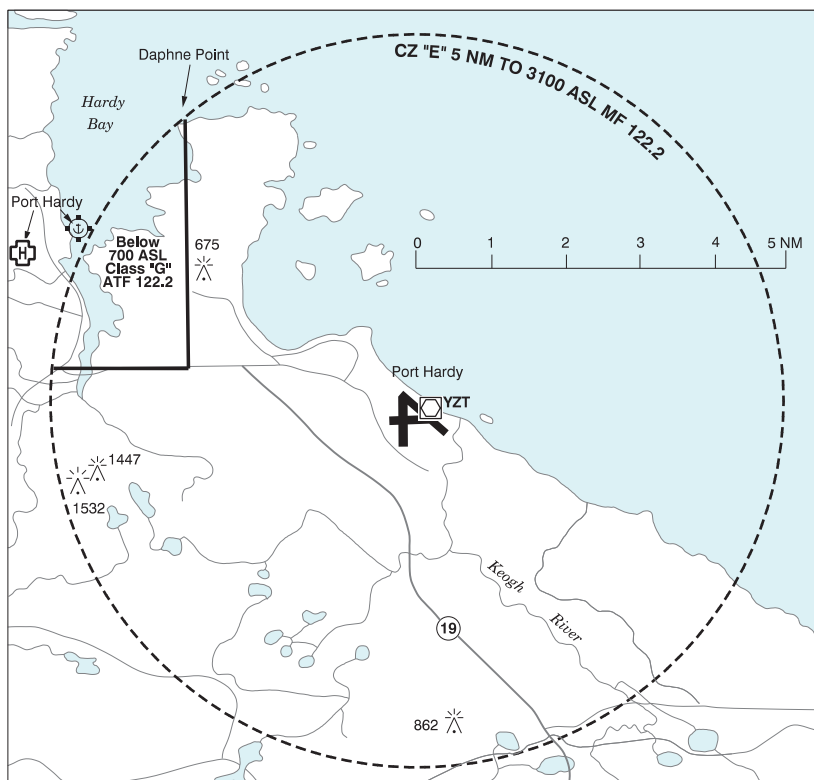 CZ "E" 5 NM TO 3100 ASL MF 122.2
Daphne Point
Hardy
Bay
Port Hardy
H
Below
700 ASL
Class "G"
ATF 122.2
675
0 1 2 3 4 5 NM
Port Hardy
YZT
1447
1532
Keogh
River
19
862